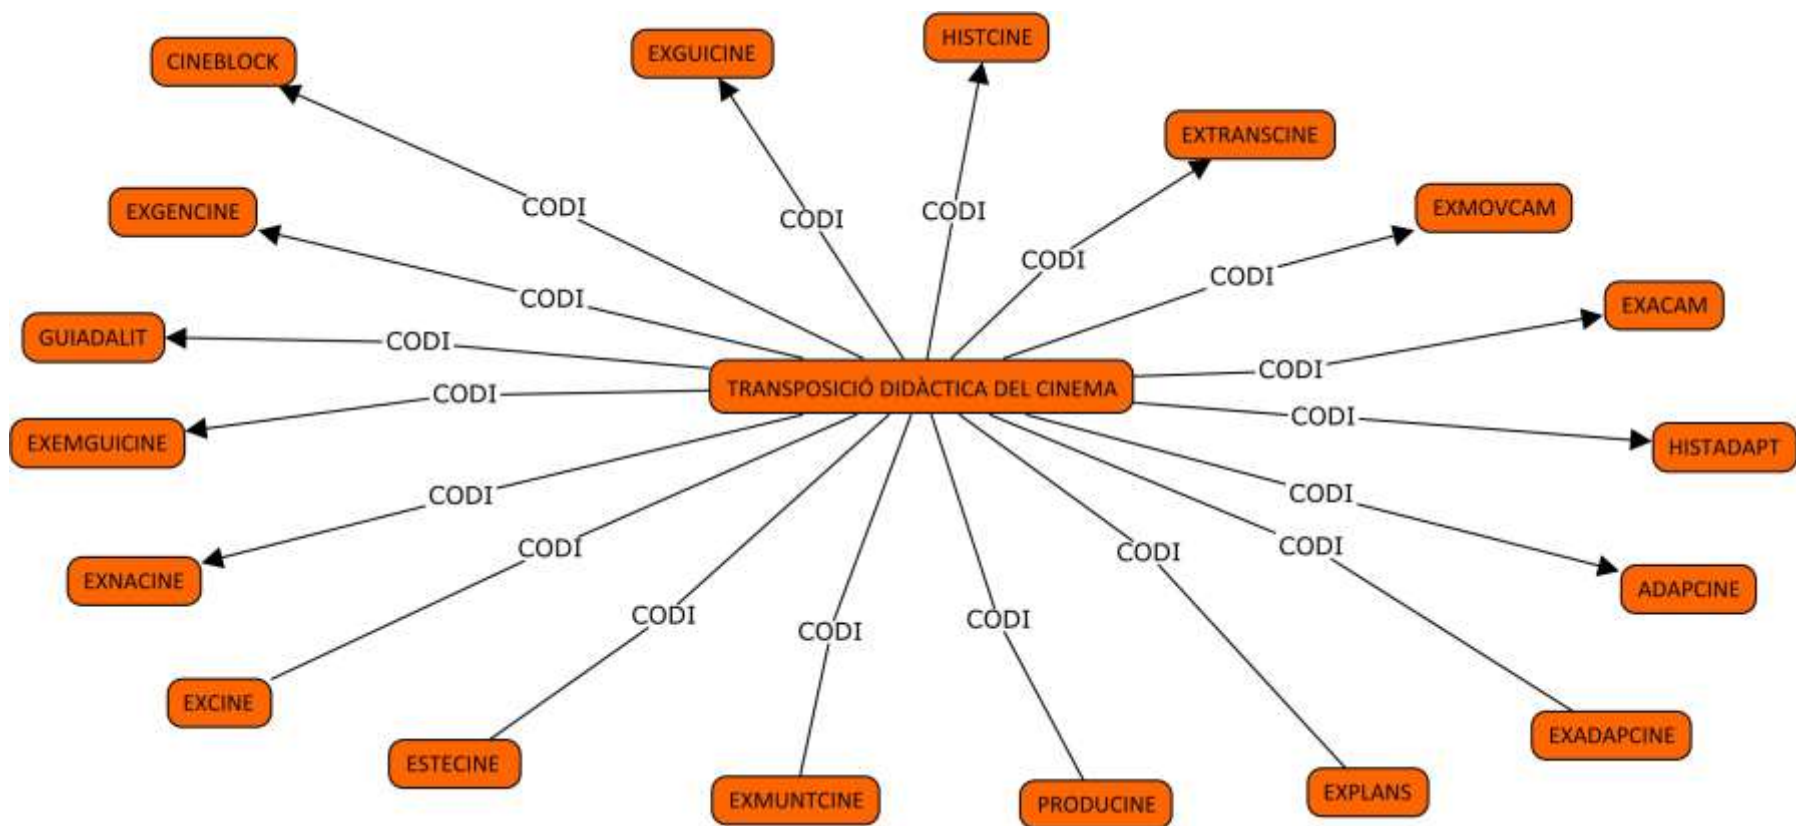 HISTCINE
EXGUICINE
CINEBLOCK
EXTRANSCINE
CODI
CODI
CODI
EXGENCINE
EXMOVCAM
CODI
CODI
CODI
EXACAM
GUIADALIT
CODI
CODI
TRANSPOSICIÓ DIDÀCTICA DEL CINEMA
CODI
CODI
EXEMGUICINE
HISTADAPT
CODI
CODI
CODI
CODI
CODI
EXNACINE
ADAPCINE
CODI
CODI
CODI
EXCINE
EXADAPCINE
ESTECINE
EXPLANS
EXMUNTCINE
PRODUCINE